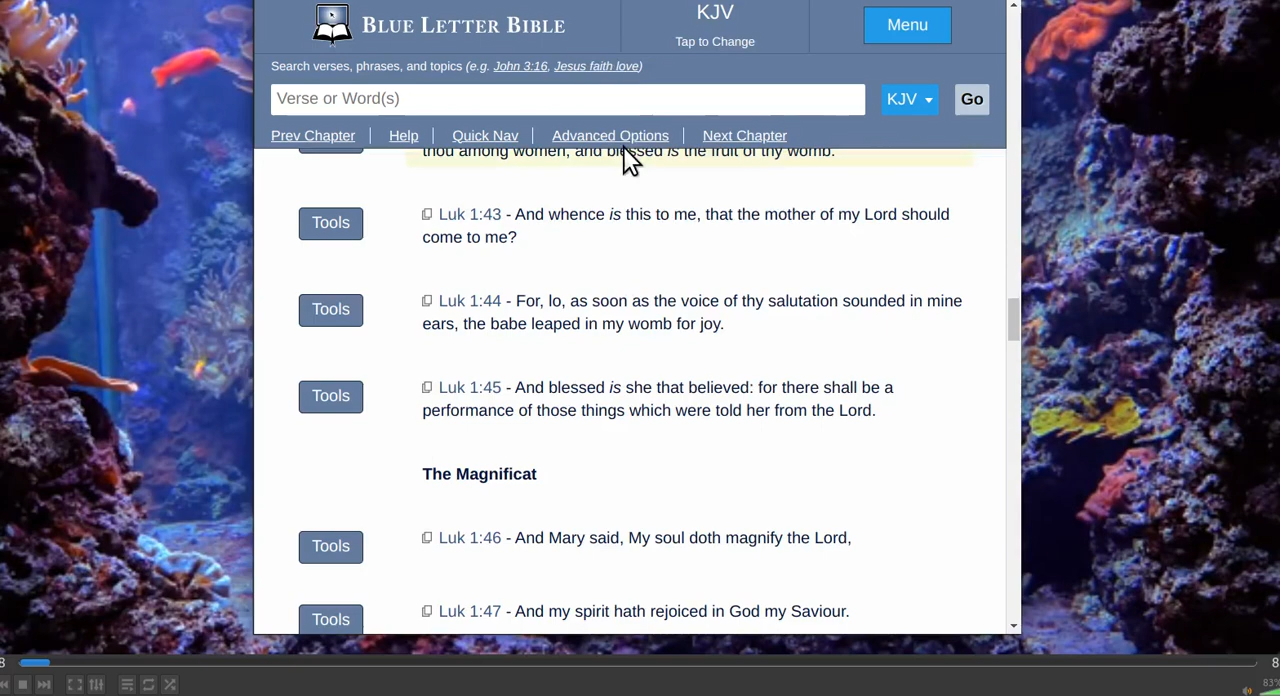 BLUE LETTER BIBLE
KJV
Tap to Change
Menu
Search verses, phrases, and topics (e.g. John 3:16, Jesus faith love)
Verse or Word(s)
KJV
Go
Prev Chapter
Help
Quick Nav
Advanced Options
Next Chapter
thou among women, and blessed is the fruit of thy womb.
Tools
Luk 1:43 - And whence is this to me, that the mother of my Lord should
come to me?
Tools
Luk 1:44 - For, lo, as soon as the voice of thy salutation sounded in mine
ears, the babe leaped in my womb for joy.
Tools
Luk 1:45 - And blessed is she that believed: for there shall be a
performance of those things which were told her from the Lord.
The Magnificat
Tools
Luk 1:46 - And Mary said, My soul doth magnify the Lord,
Tools
Luk 1:47 - And my spirit hath rejoiced in God my Saviour.
8
8
83%